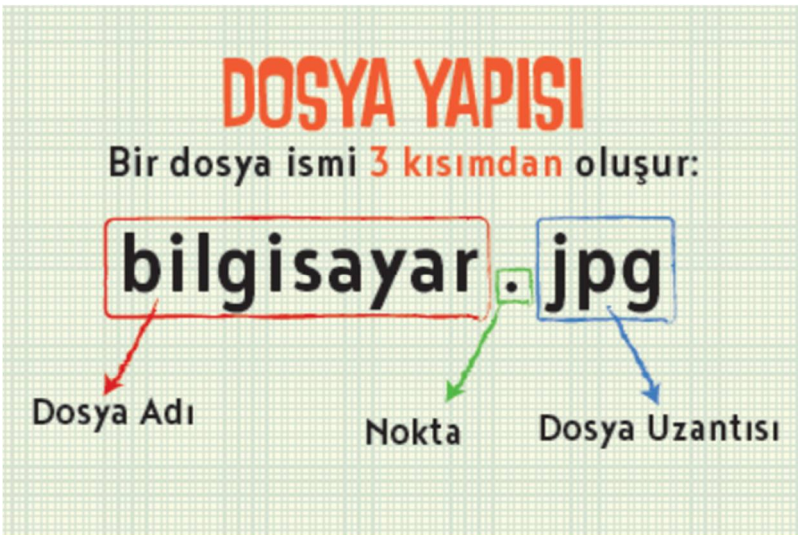 DOSYA YAPISI
Bir dosya ismi 3 kısımdan oluşur:
bilgisayar.jpg
Dosya Adı
Nokta
Dosya Uzantısı